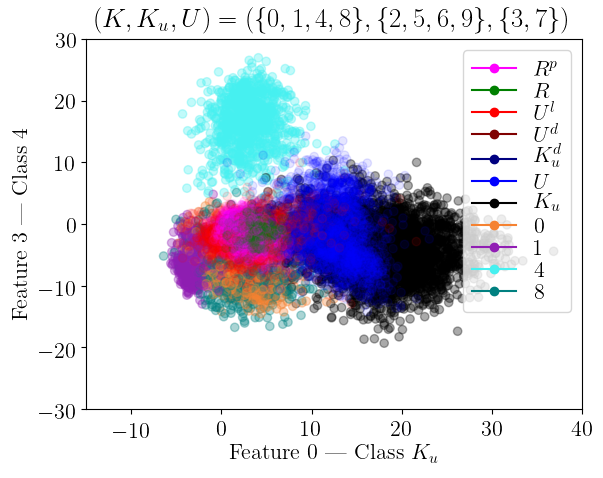 (K, K_u, U) = ({0, 1, 4, 8}, {2, 5, 6, 9}, {3, 7})
30
20
10
0
−10
−20
−30
Feature 3 — Class 4
R^p
R
U^l
U^d
K_u^d
U
K_u
0
1
4
8
−10 0 10 20 30 40
Feature 0 — Class K_u